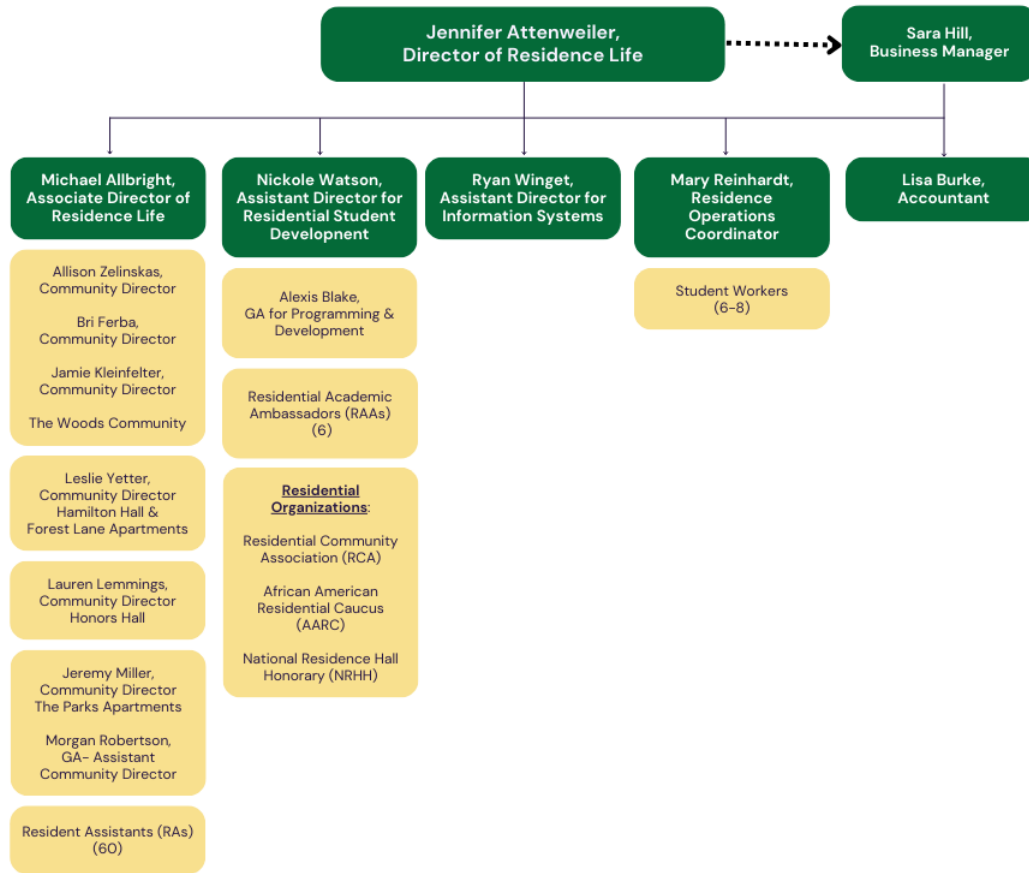 Jennifer Attenweiler,
Director of Residence Life
Sara Hill,
Business Manager
Michael Allbright,
Associate Director of
Residence Life
Nickole Watson,
Assistant Director for
Residential Student
Development
Ryan Winget,
Assistant Director for
Information Systems
Mary Reinhardt,
Residence
Operations
Coordinator
Lisa Burke,
Accountant
Allison Zelinskas,
Community Director
Bri Ferba,
Community Director
Jamie Kleinfelter,
Community Director
The Woods Community
Leslie Yetter,
Community Director
Hamilton Hall &
Forest Lane Apartments
Lauren Lemmings,
Community Director
Honors Hall
Jeremy Miller,
Community Director
The Parks Apartments
Morgan Robertson,
GA- Assistant
Community Director
Resident Assistants (RAs)
(60)
Alexis Blake,
GA for Programming &
Development
Residential Academic
Ambassadors (RAAs)
(6)
Residential
Organizations:
Residential Community
Association (RCA)
African American
Residential Caucus
(AARC)
National Residence Hall
Honorary (NRHH)
Student Workers
(6-8)